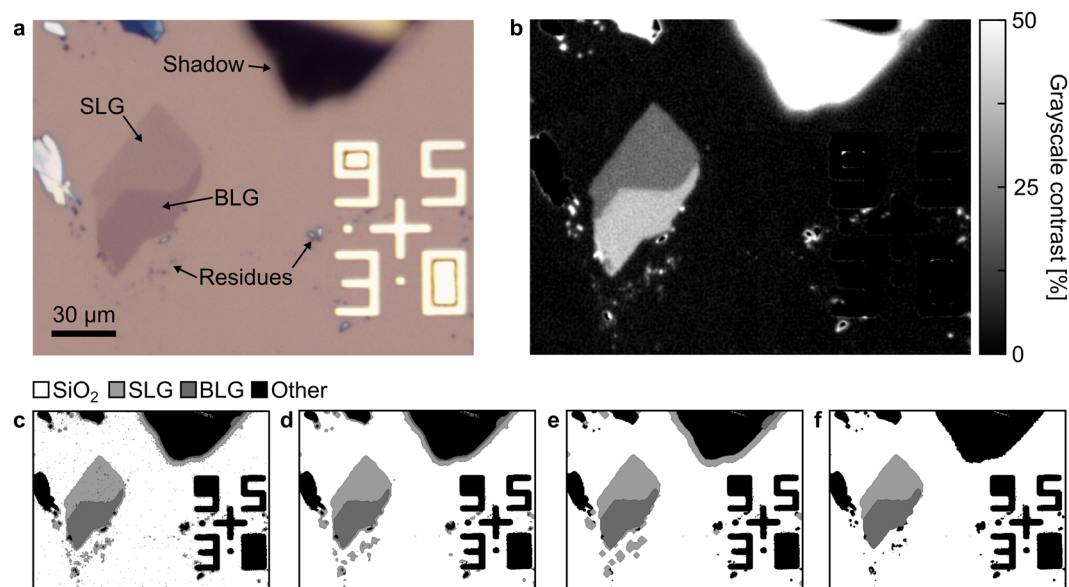 a
Shadow
SLG
BLG
Residues
30 µm
9 5
3 0
b
50
25
0
Grayscale contrast [%]
SiO₂ SLG BLG Other
c
d
e
f